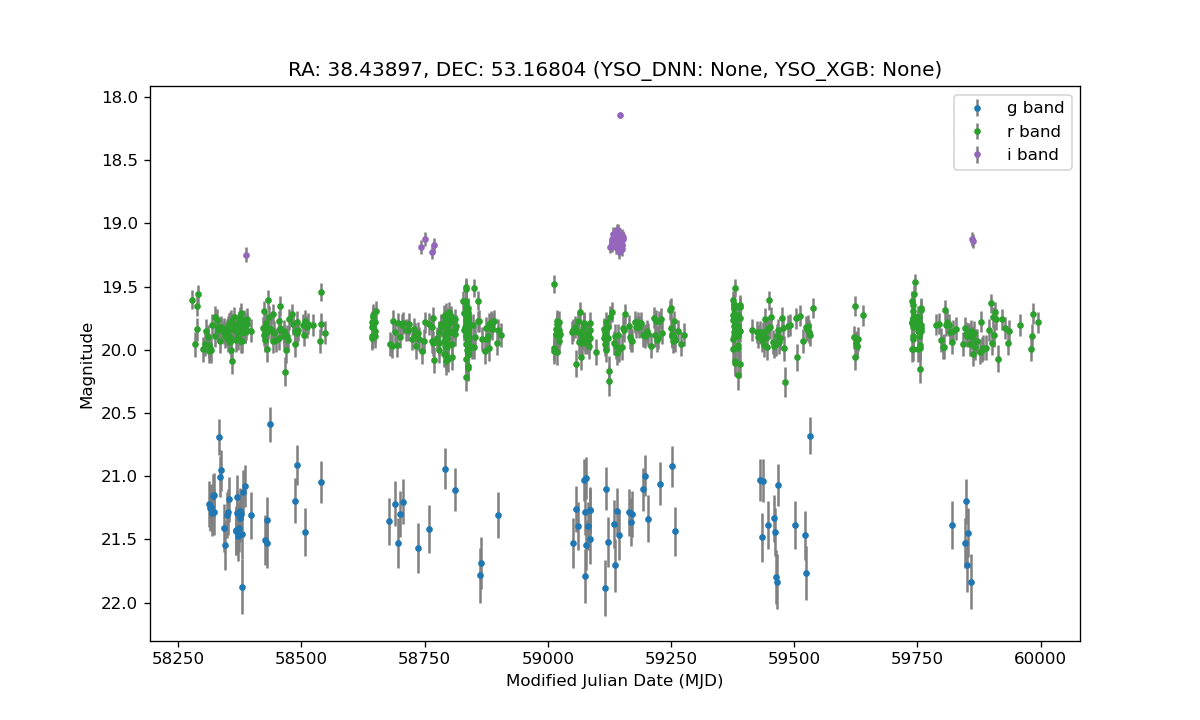 RA: 38.43897, DEC: 53.16804 (YSO_DNN: None, YSO_XGB: None)
g band
r band
i band
18.0
18.5
19.0
19.5
20.0
20.5
21.0
21.5
22.0
Magnitude
58250 58500 58750 59000 59250 59500 59750 60000
Modified Julian Date (MJD)